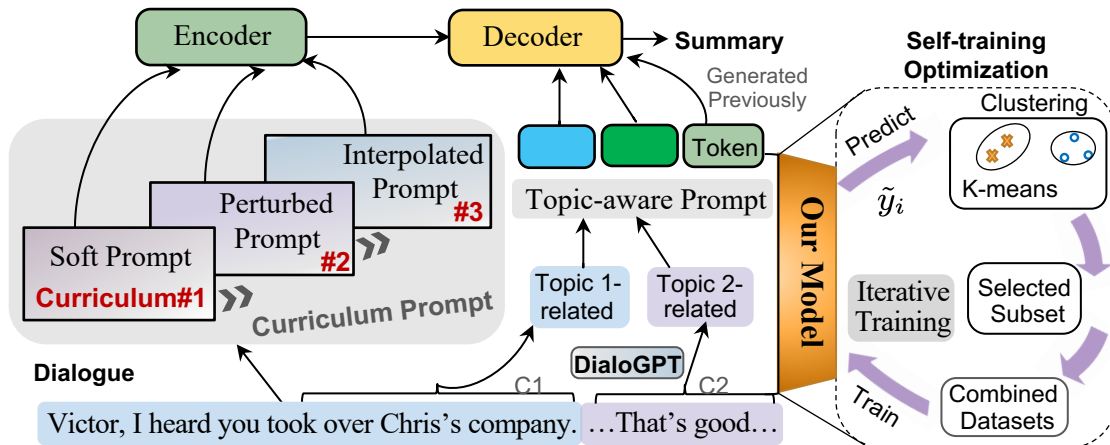 Encoder
Decoder
Summary
Generated
Previously
Token
Interpolated
Prompt
#3
Perturbed
Prompt
#2
Soft Prompt
Curriculum#1
Curriculum Prompt
Topic-aware Prompt
Topic 1-
related
Topic 2-
related
DialoGPT
C1
C2
Dialogue
Victor, I heard you took over Chris's company.
…That's good…
Our Model
Self-training
Optimization
Predict
ỹᵢ
Clustering
K-means
Selected
Subset
Iterative
Training
Combined
Datasets
Train